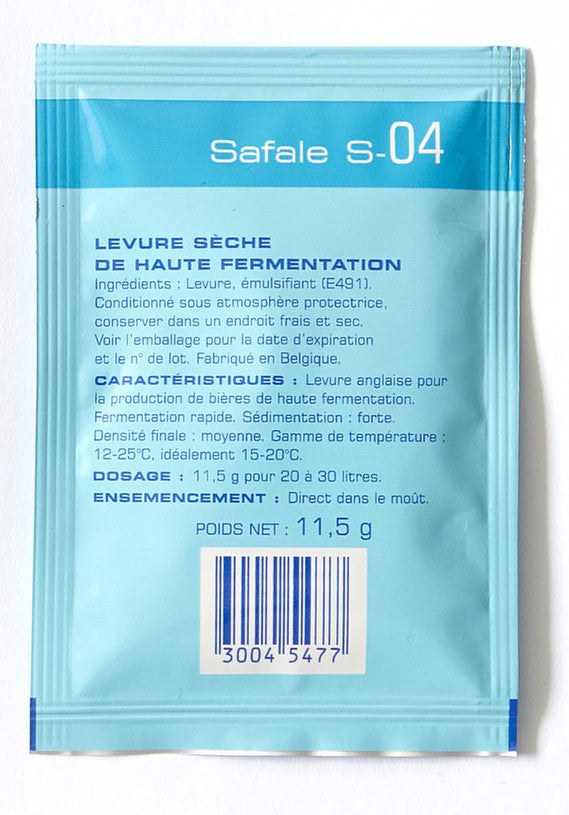 Safale S-04
LEVURE SÈCHE
DE HAUTE FERMENTATION
Ingrédients : Levure, émulsifiant (E491).
Conditionné sous atmosphère protectrice,
conserver dans un endroit frais et sec.
Voir l'emballage pour la date d'expiration
et le n° de lot. Fabriqué en Belgique.
CARACTÉRISTIQUES : Levure anglaise pour
la production de bières de haute fermentation.
Fermentation rapide. Sédimentation : forte.
Densité finale : moyenne. Gamme de température :
12-25°C, idéalement 15-20°C.
DOSAGE : 11,5 g pour 20 à 30 litres.
ENSEMENCEMENT : Direct dans le moût.
POIDS NET : 11,5 g
3004 5477